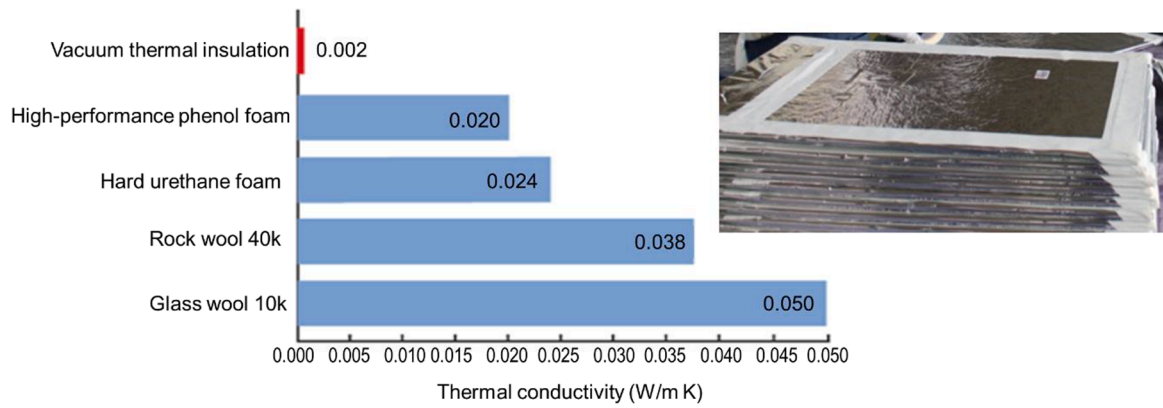 Vacuum thermal insulation
0.002
High-performance phenol foam
0.020
Hard urethane foam
0.024
Rock wool 40k
0.038
Glass wool 10k
0.050
0.000 0.005 0.010 0.015 0.020 0.025 0.030 0.035 0.040 0.045 0.050
Thermal conductivity (W/m K)